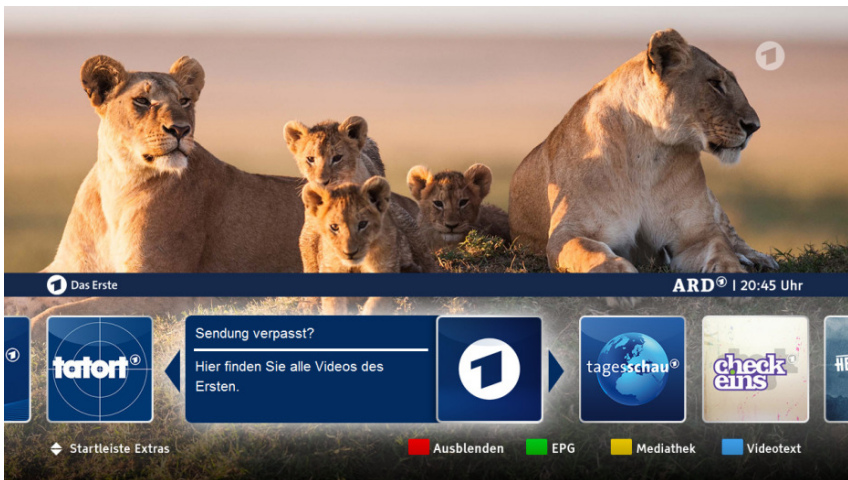 Das Erste
ARD | 20:45 Uhr
Sendung verpasst?
Hier finden Sie alle Videos des
Ersten.
tatort
tagesschau
check
eins
HE
Startleiste Extras
Ausblenden
EPG
Mediathek
Videotext